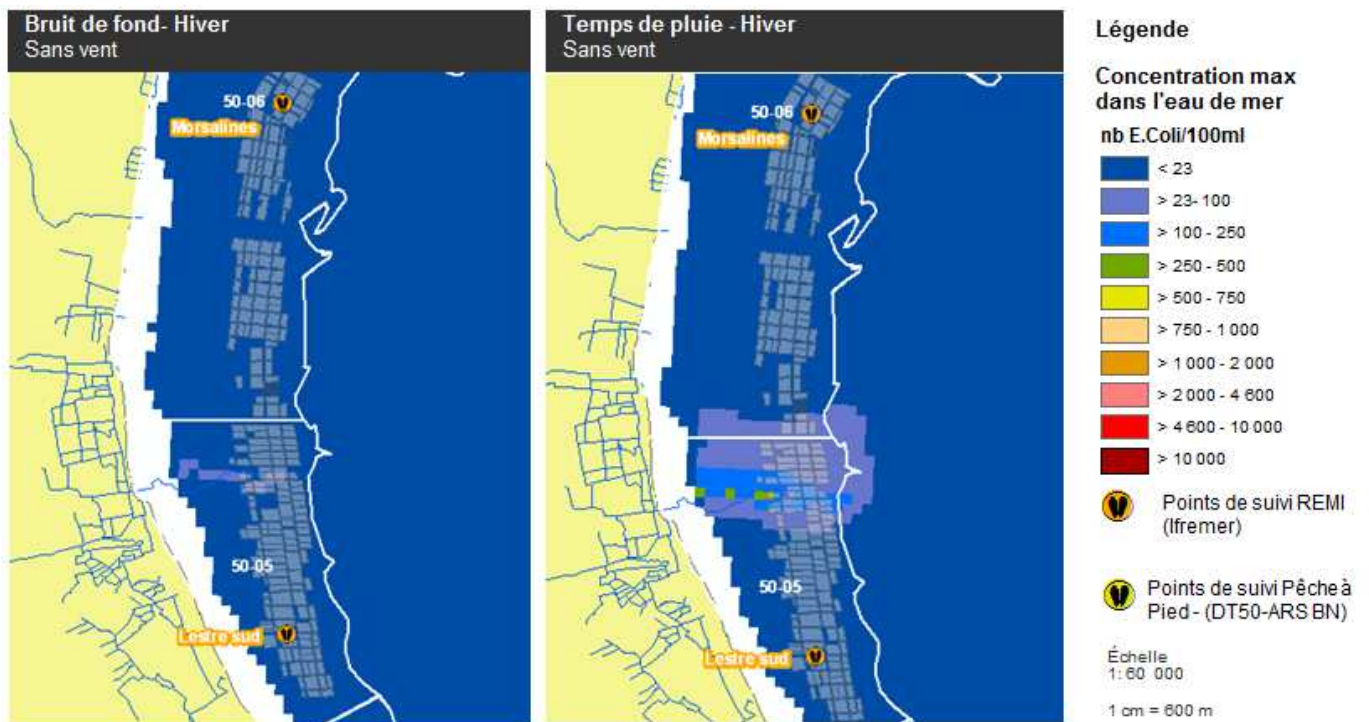 Bruit de fond- Hiver
Sans vent
50-06
Morsalines
50-05
Lestre sud
Temps de pluie - Hiver
Sans vent
50-06
Morsalines
50-05
Lestre sud
Légende
Concentration max
dans l'eau de mer
nb E.Coli/100ml
< 23
> 23- 100
> 100 - 250
> 250 - 500
> 500 - 750
> 750 - 1 000
> 1 000 - 2 000
> 2 000 - 4 600
> 4 600 - 10 000
> 10 000
Points de suivi REMI
(Ifremer)
Points de suivi Pêche à
Pied - (DT50-ARS BN)
Échelle
1: 60 000
1 cm = 600 m